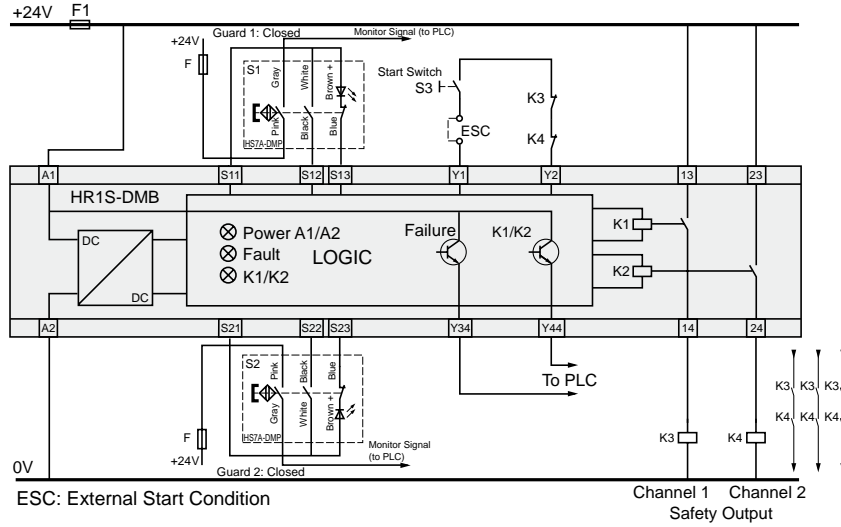 +24V F1
Guard 1: Closed
Monitor Signal (to PLC)
+24V
F
S1
Gray
White
Brown +
Pink
Black
Blue
HS7A-DMP
Start Switch
S3
ESC
K3
K4
A1 S11 S12 S13 Y1 Y2 13 23
HR1S-DMB
DC
DC
Power A1/A2
Fault
K1/K2
LOGIC
Failure
K1/K2
K1
K2
A2 S21 S22 S23 Y34 Y44 14 24
S2
Pink
Black
Blue
Gray
White
Brown +
HS7A-DMP
F
+24V
Guard 2: Closed
Monitor Signal
(to PLC)
To PLC
K3 K3 K3
K4 K4 K4
K3 K4
0V
ESC: External Start Condition
Channel 1 Channel 2
Safety Output